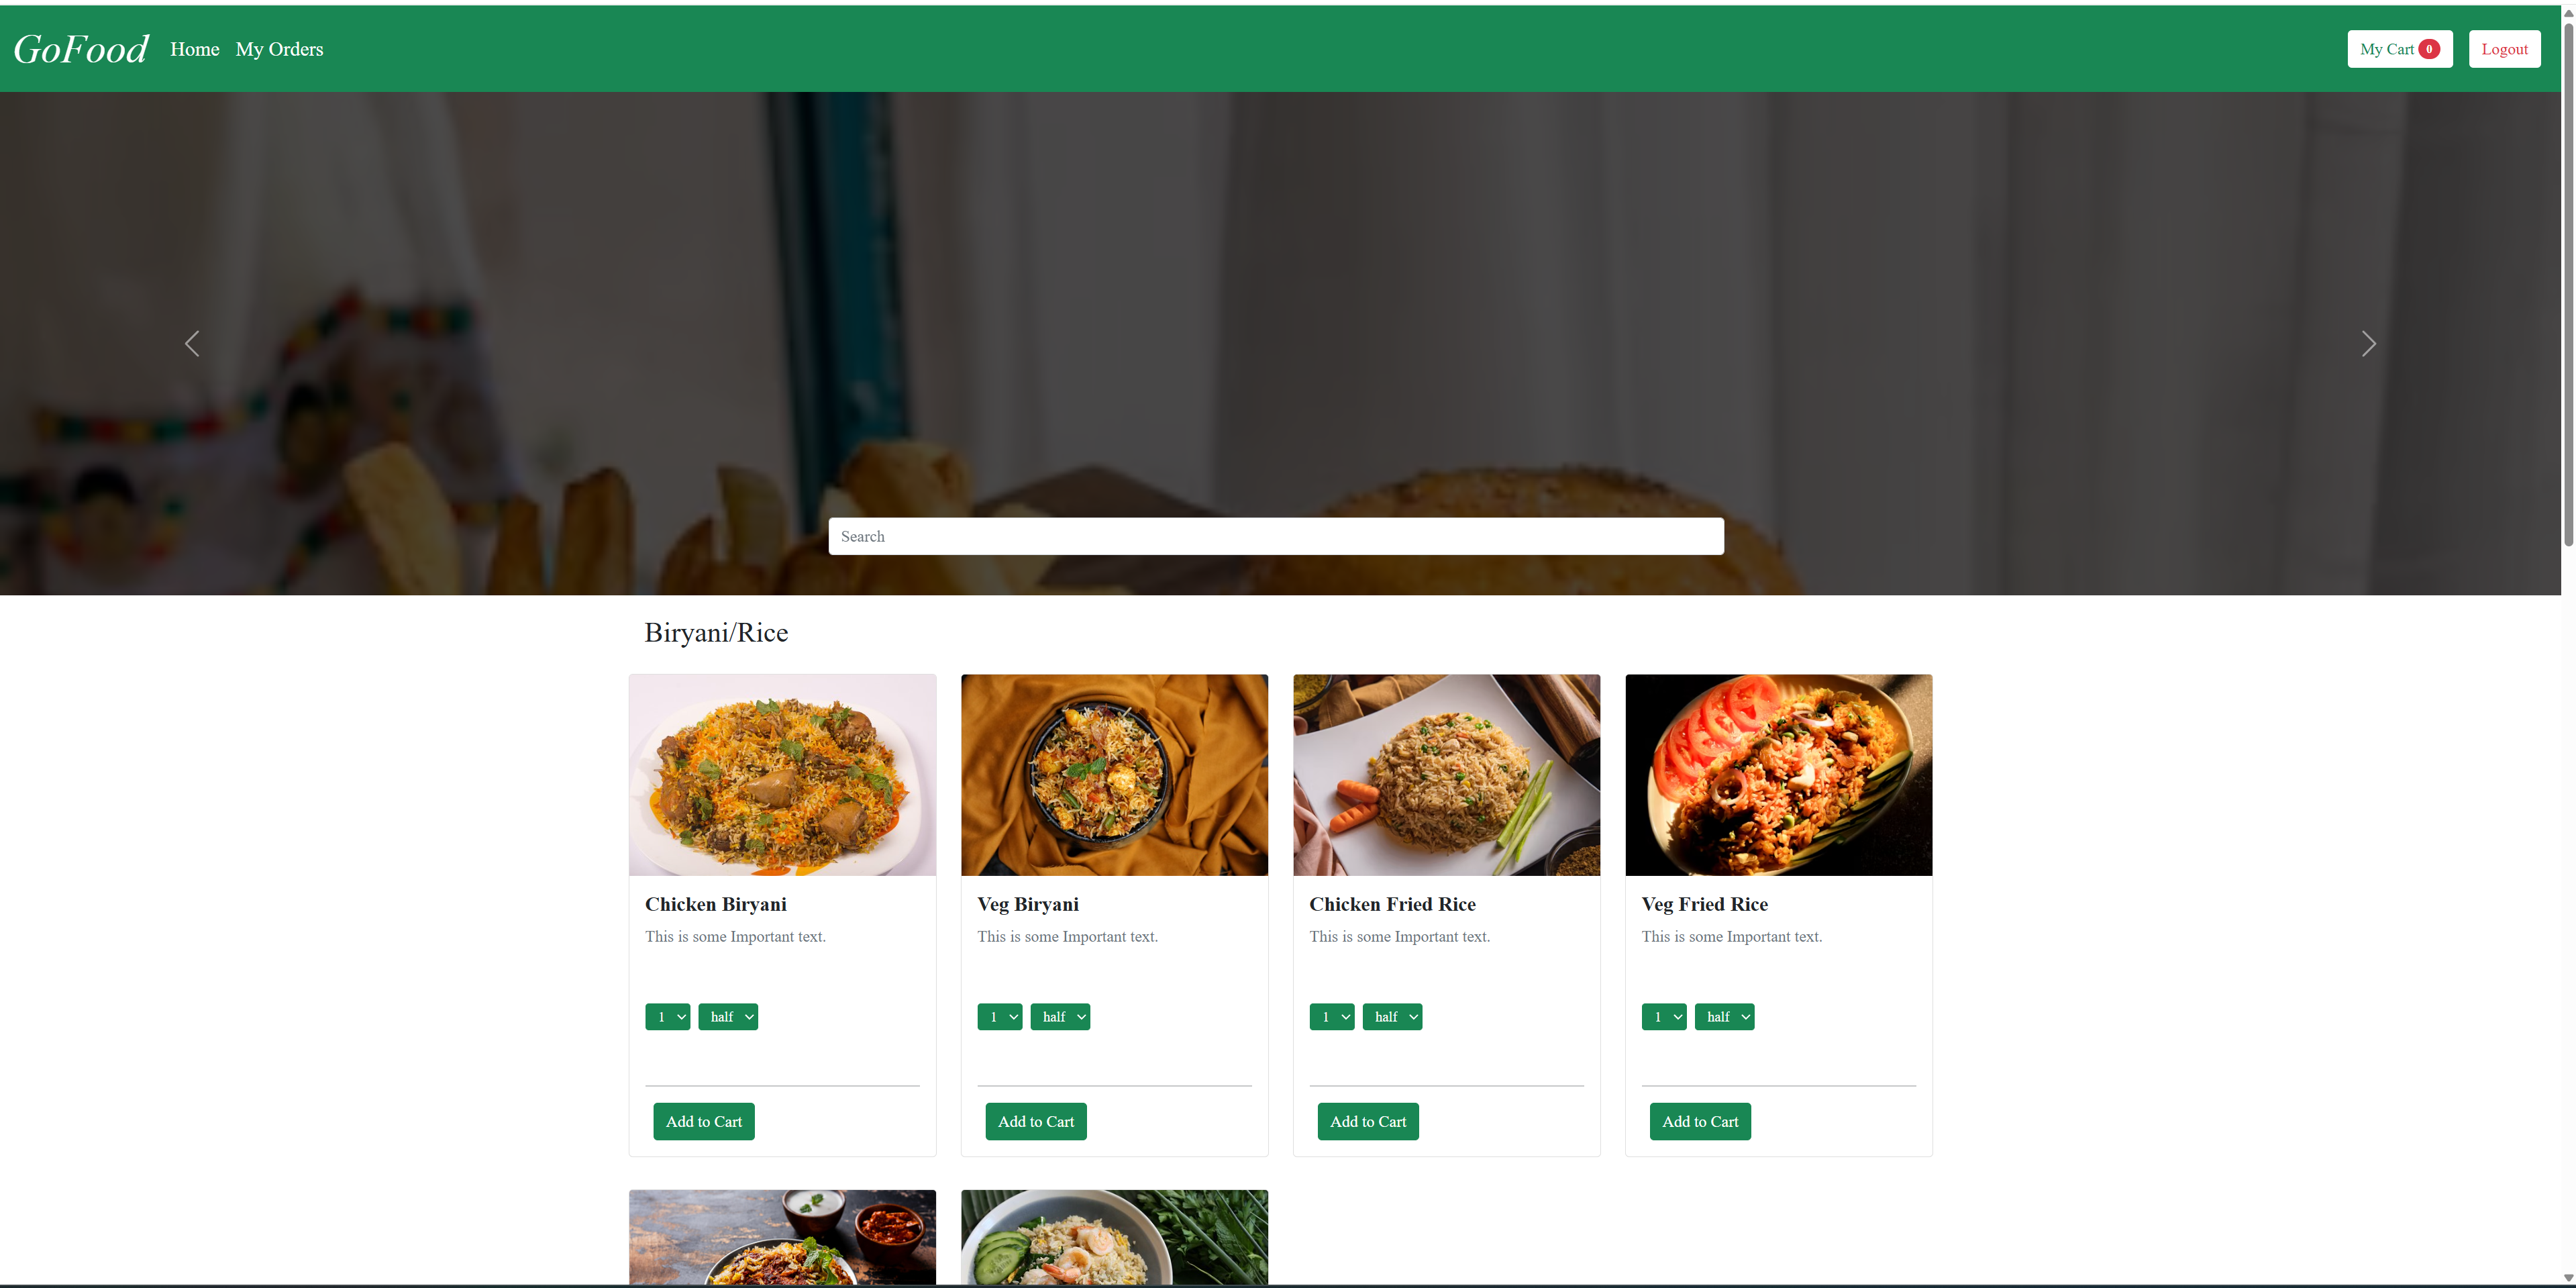 GoFood Home My Orders My Cart 0 Logout
Search
Biryani/Rice
Chicken Biryani
This is some Important text.
1 half
Add to Cart
Veg Biryani
This is some Important text.
1 half
Add to Cart
Chicken Fried Rice
This is some Important text.
1 half
Add to Cart
Veg Fried Rice
This is some Important text.
1 half
Add to Cart